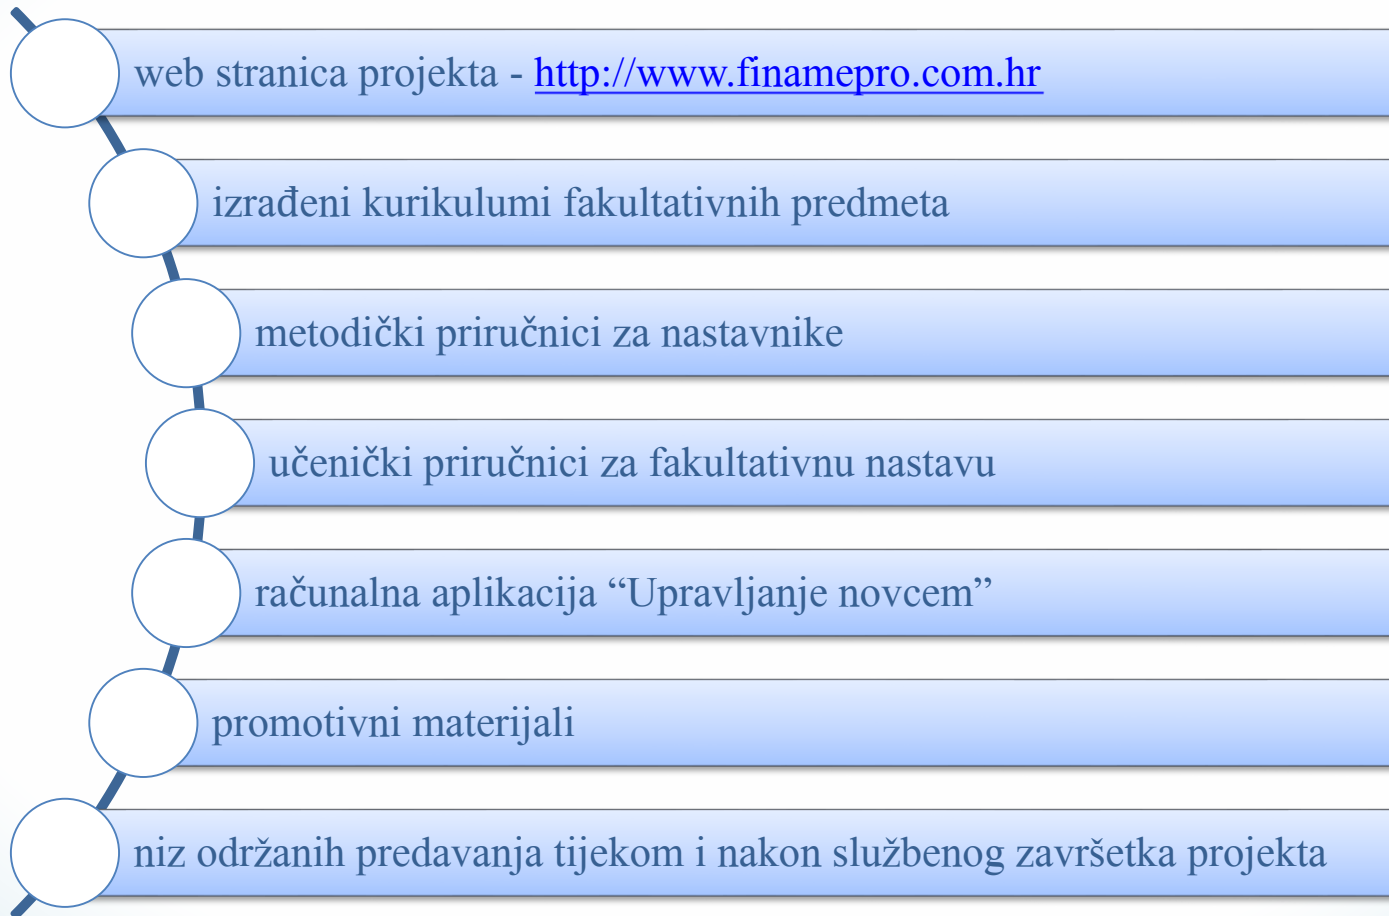 web stranica projekta - http://www.finamepro.com.hr
izrađeni kurikulumi fakultativnih predmeta
metodički priručnici za nastavnike
učenički priručnici za fakultativnu nastavu
računalna aplikacija “Upravljanje novcem”
promotivni materijali
niz održanih predavanja tijekom i nakon službenog završetka projekta